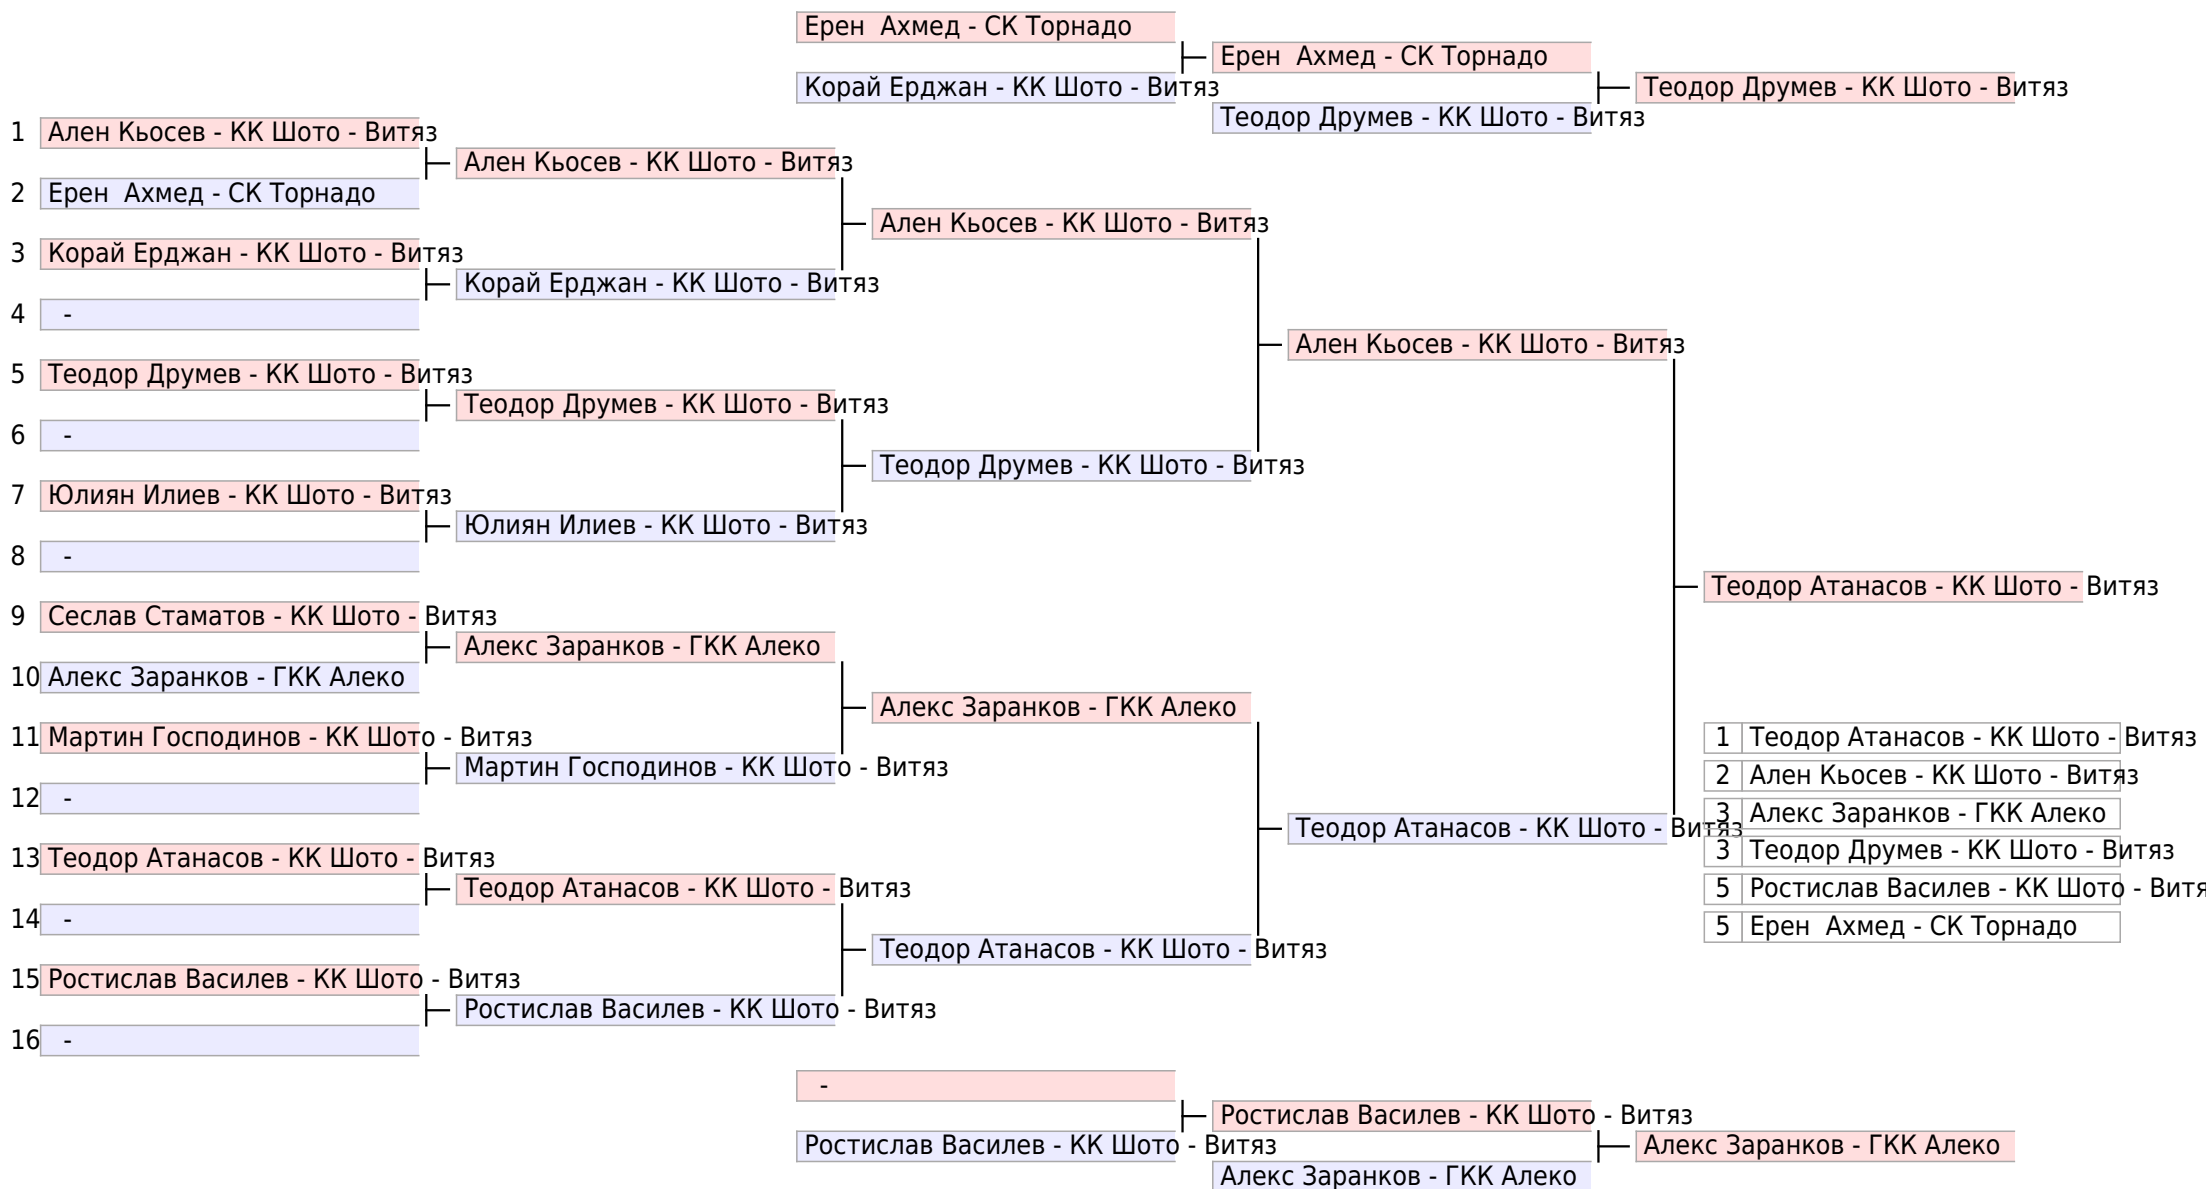 Ерен  Ахмед - СК Торнадо
Корай Ерджан - КК Шото - Витяз
Ерен  Ахмед - СК Торнадо
Теодор Друмев - КК Шото - Витяз
Теодор Друмев - КК Шото - Витяз
1 Ален Кьосев - КК Шото - Витяз
2 Ерен  Ахмед - СК Торнадо
3 Корай Ерджан - КК Шото - Витяз
4 -
5 Теодор Друмев - КК Шото - Витяз
6 -
7 Юлиян Илиев - КК Шото - Витяз
8 -
9 Сеслав Стаматов - КК Шото - Витяз
10 Алекс Заранков - ГКК Алеко
11 Мартин Господинов - КК Шото - Витяз
12 -
13 Теодор Атанасов - КК Шото - Витяз
14 -
15 Ростислав Василев - КК Шото - Витяз
16 -
Ален Кьосев - КК Шото - Витяз
Корай Ерджан - КК Шото - Витяз
Теодор Друмев - КК Шото - Витяз
Юлиян Илиев - КК Шото - Витяз
Алекс Заранков - ГКК Алеко
Мартин Господинов - КК Шото - Витяз
Теодор Атанасов - КК Шото - Витяз
Ростислав Василев - КК Шото - Витяз
Ален Кьосев - КК Шото - Витяз
Теодор Друмев - КК Шото - Витяз
Алекс Заранков - ГКК Алеко
Теодор Атанасов - КК Шото - Витяз
Ален Кьосев - КК Шото - Витяз
Теодор Атанасов - КК Шото - Витяз
Теодор Атанасов - КК Шото - Витяз
1 Теодор Атанасов - КК Шото - Витяз
2 Ален Кьосев - КК Шото - Витяз
3 Алекс Заранков - ГКК Алеко
3 Теодор Друмев - КК Шото - Витяз
5 Ростислав Василев - КК Шото - Витя
5 Ерен  Ахмед - СК Торнадо
-
Ростислав Василев - КК Шото - Витяз
Ростислав Василев - КК Шото - Витяз
Алекс Заранков - ГКК Алеко
Алекс Заранков - ГКК Алеко